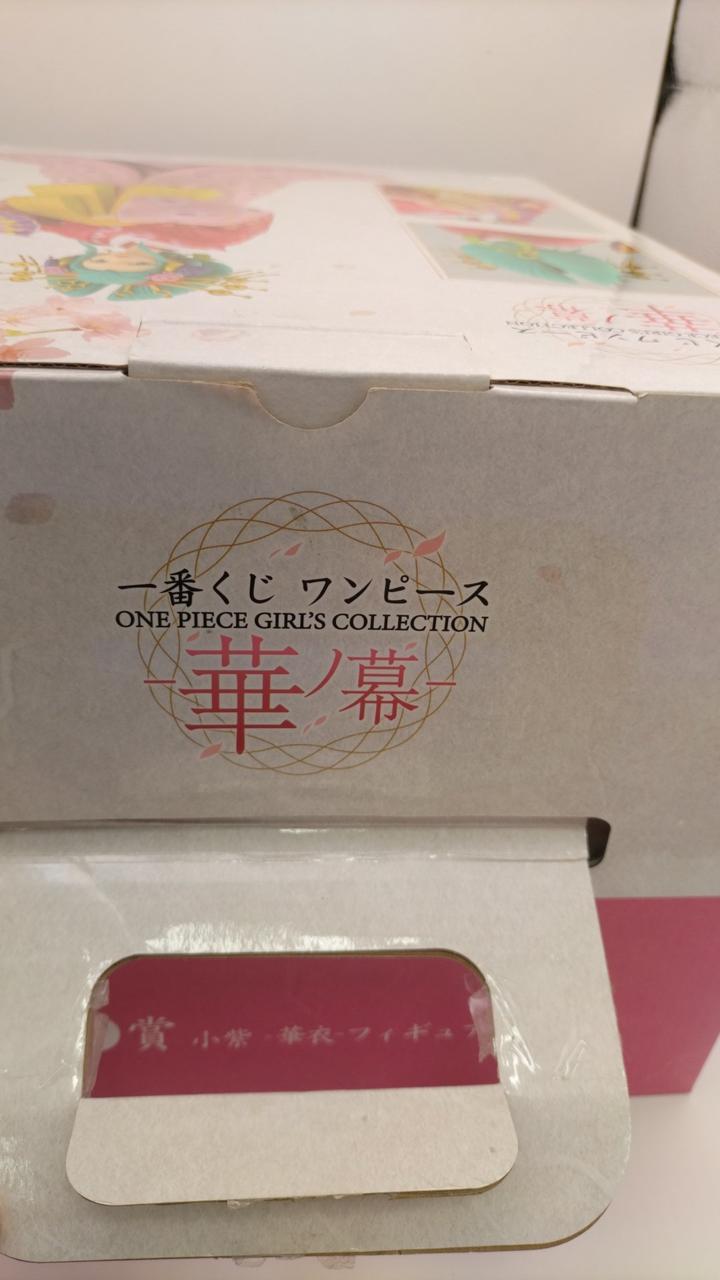 一番くじ ワンピース
ONE PIECE GIRL'S COLLECTION
華ノ幕
賞 小紫 -華衣- フィギュア